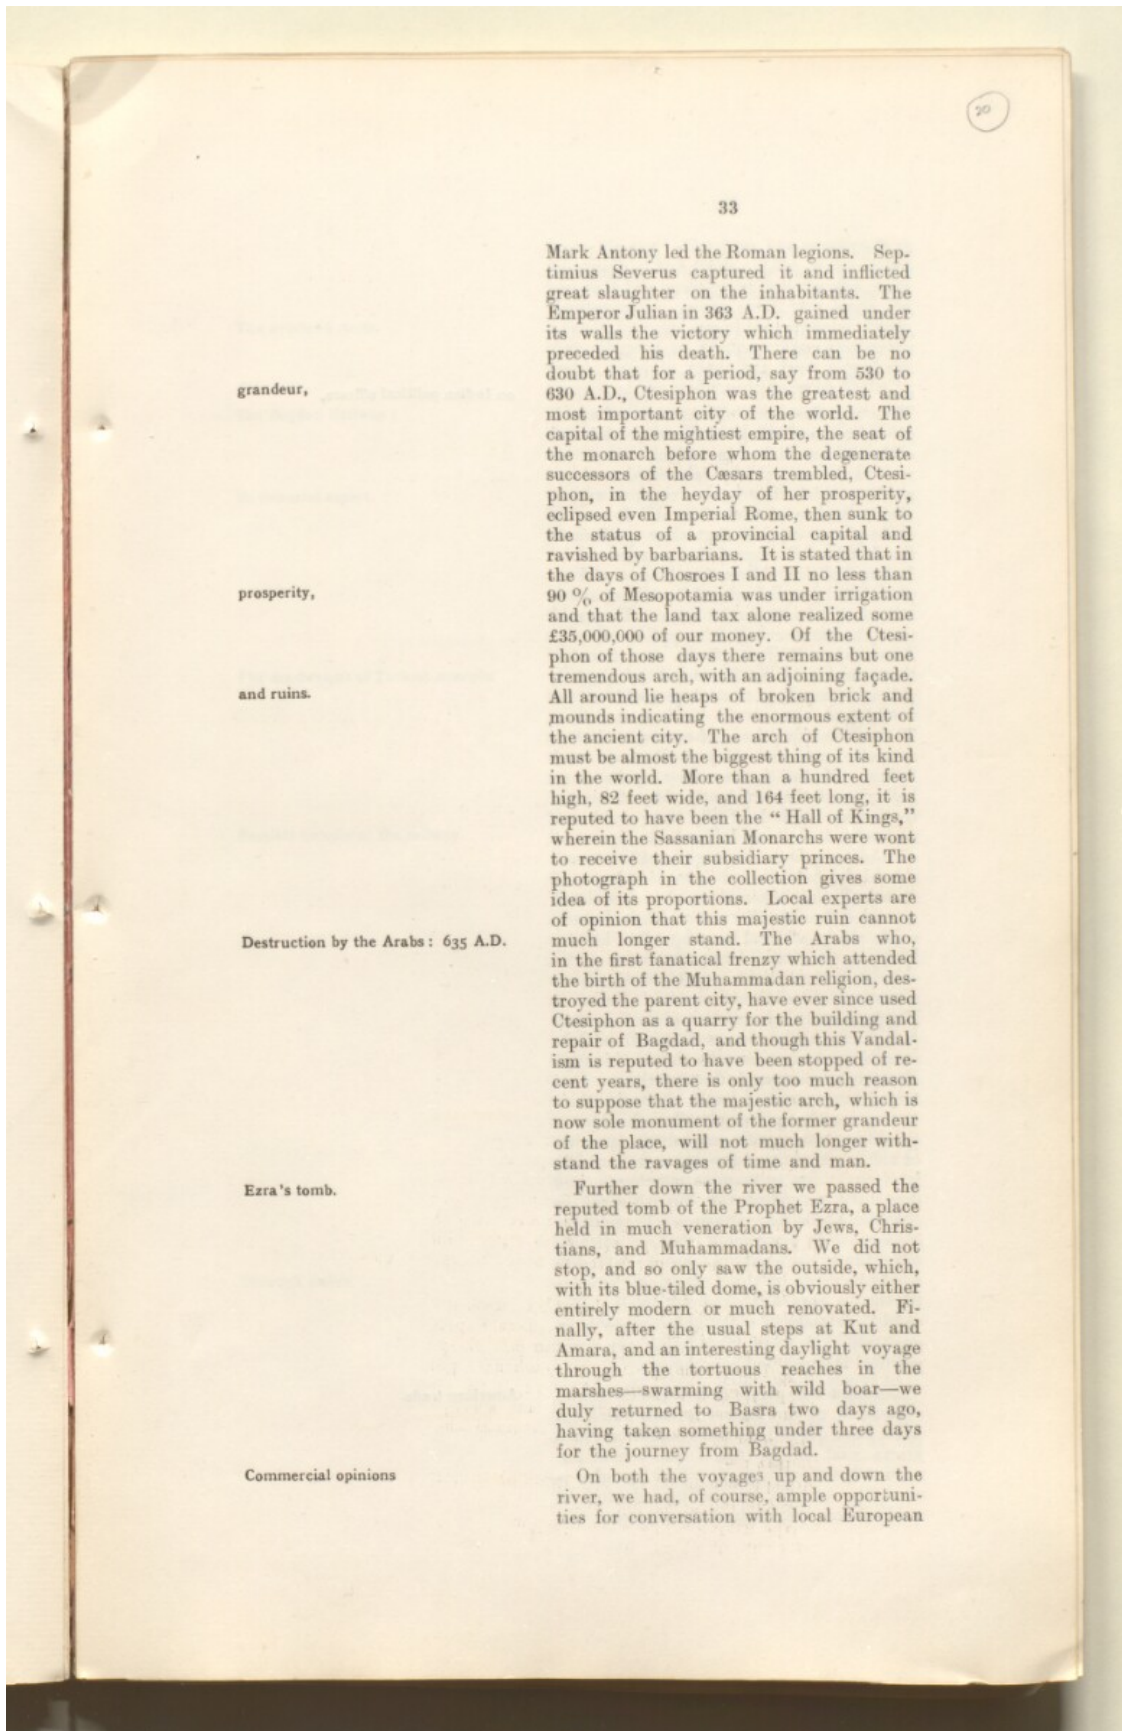 20
33
Mark Antony led the Roman legions. Sep-
timius Severus captured it and inflicted
great slaughter on the inhabitants. The
Emperor Julian in 363 A.D. gained under
its walls the victory which immediately
preceded his death. There can be no
doubt that for a period, say from 530 to
grandeur,
630 A.D., Ctesiphon was the greatest and
most important city of the world. The
capital of the mightiest empire, the seat of
the monarch before whom the degenerate
successors of the Cæsars trembled, Ctesi-
phon, in the heyday of her prosperity,
eclipsed even Imperial Rome, then sunk to
the status of a provincial capital and
ravished by barbarians. It is stated that in
the days of Chosroes I and II no less than
prosperity,
90 % of Mesopotamia was under irrigation
and that the land tax alone realized some
£35,000,000 of our money. Of the Ctesi-
phon of those days there remains but one
tremendous arch, with an adjoining façade.
and ruins.
All around lie heaps of broken brick and
mounds indicating the enormous extent of
the ancient city. The arch of Ctesiphon
must be almost the biggest thing of its kind
in the world. More than a hundred feet
high, 82 feet wide, and 164 feet long, it is
reputed to have been the “ Hall of Kings,”
wherein the Sassanian Monarchs were wont
to receive their subsidiary princes. The
photograph in the collection gives some
idea of its proportions. Local experts are
of opinion that this majestic ruin cannot
Destruction by the Arabs : 635 A.D.
much longer stand. The Arabs who,
in the first fanatical frenzy which attended
the birth of the Muhammadan religion, des-
troyed the parent city, have ever since used
Ctesiphon as a quarry for the building and
repair of Bagdad, and though this Vandal-
ism is reputed to have been stopped of re-
cent years, there is only too much reason
to suppose that the majestic arch, which is
now sole monument of the former grandeur
of the place, will not much longer with-
stand the ravages of time and man.
Ezra's tomb.
Further down the river we passed the
reputed tomb of the Prophet Ezra, a place
held in much veneration by Jews, Chris-
tians, and Muhammadans. We did not
stop, and so only saw the outside, which,
with its blue-tiled dome, is obviously either
entirely modern or much renovated. Fi-
nally, after the usual steps at Kut and
Amara, and an interesting daylight voyage
through the tortuous reaches in the
marshes—swarming with wild boar—we
duly returned to Basra two days ago,
having taken something under three days
for the journey from Bagdad.
Commercial opinions
On both the voyages up and down the
river, we had, of course, ample opportuni-
ties for conversation with local European